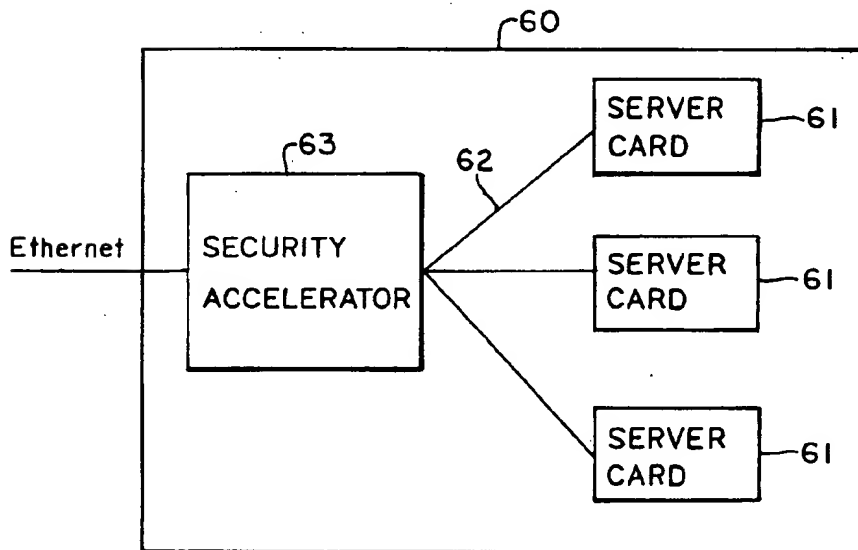 60
SERVER
CARD
61
63
62
Ethernet
SECURITY
ACCELERATOR
SERVER
CARD
61
SERVER
CARD
61